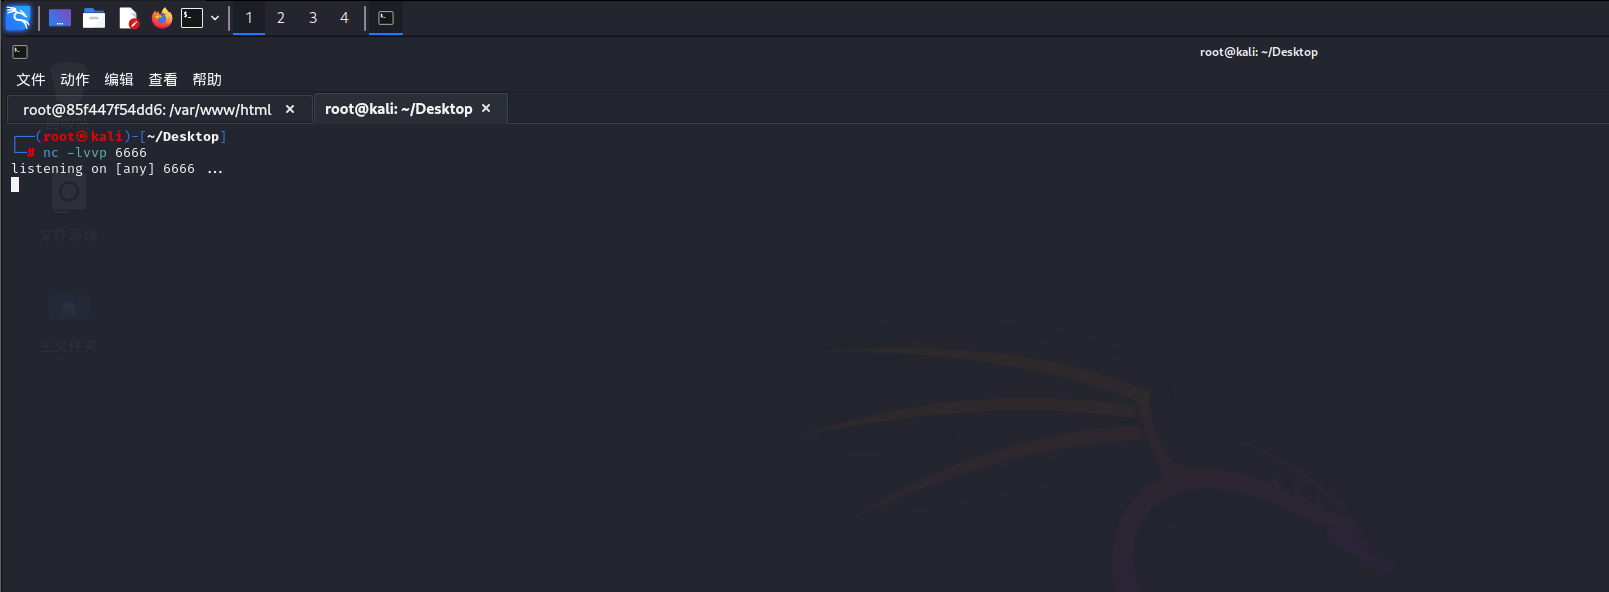 1 2 3 4
root@kali: ~/Desktop
文件 动作 编辑 查看 帮助
root@85f447f54dd6: /var/www/html × root@kali: ~/Desktop ×
┌──(root㉿kali)-[~/Desktop]
└─# nc -lvvp 6666
listening on [any] 6666 ...
文件系统
主文件夹